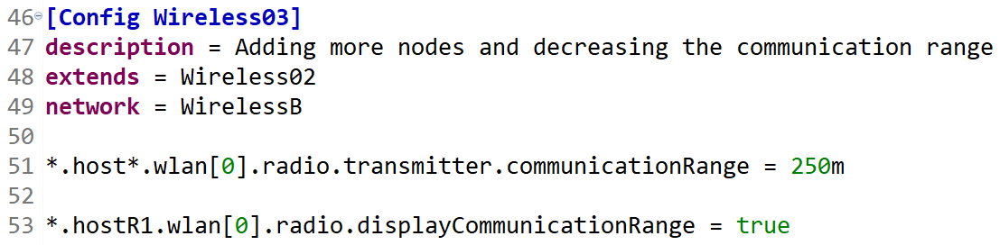 46 [Config Wireless03]
47 description = Adding more nodes and decreasing the communication range
48 extends = Wireless02
49 network = WirelessB
50
51 *.host*.wlan[0].radio.transmitter.communicationRange = 250m
52
53 *.hostR1.wlan[0].radio.displayCommunicationRange = true